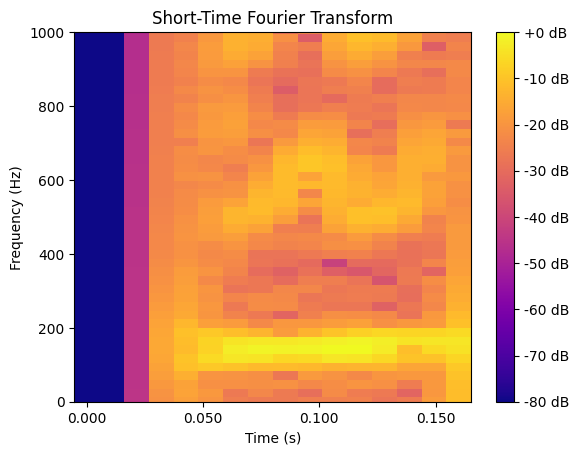 Short-Time Fourier Transform
1000
800
600
400
200
0
Frequency (Hz)
0.000
0.050
0.100
0.150
Time (s)
+0 dB
-10 dB
-20 dB
-30 dB
-40 dB
-50 dB
-60 dB
-70 dB
-80 dB